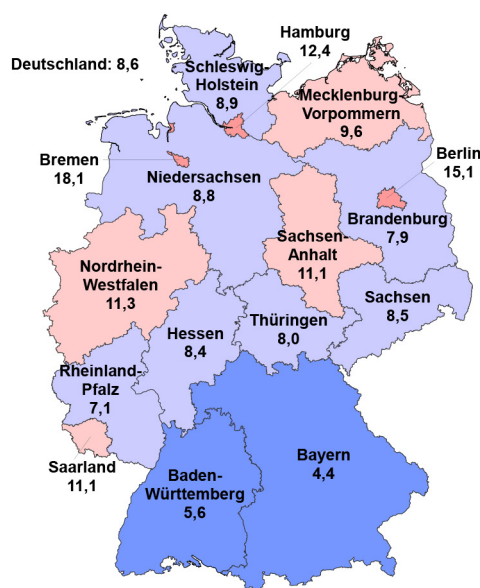 Hamburg
12,4
Deutschland: 8,6
Schleswig-
Holstein
8,9
Mecklenburg-
Vorpommern
9,6
Bremen
18,1
Niedersachsen
8,8
Berlin
15,1
Brandenburg
7,9
Sachsen-
Anhalt
11,1
Nordrhein-
Westfalen
11,3
Sachsen
8,5
Thüringen
8,0
Hessen
8,4
Rheinland-
Pfalz
7,1
Saarland
11,1
Bayern
4,4
Baden-
Württemberg
5,6